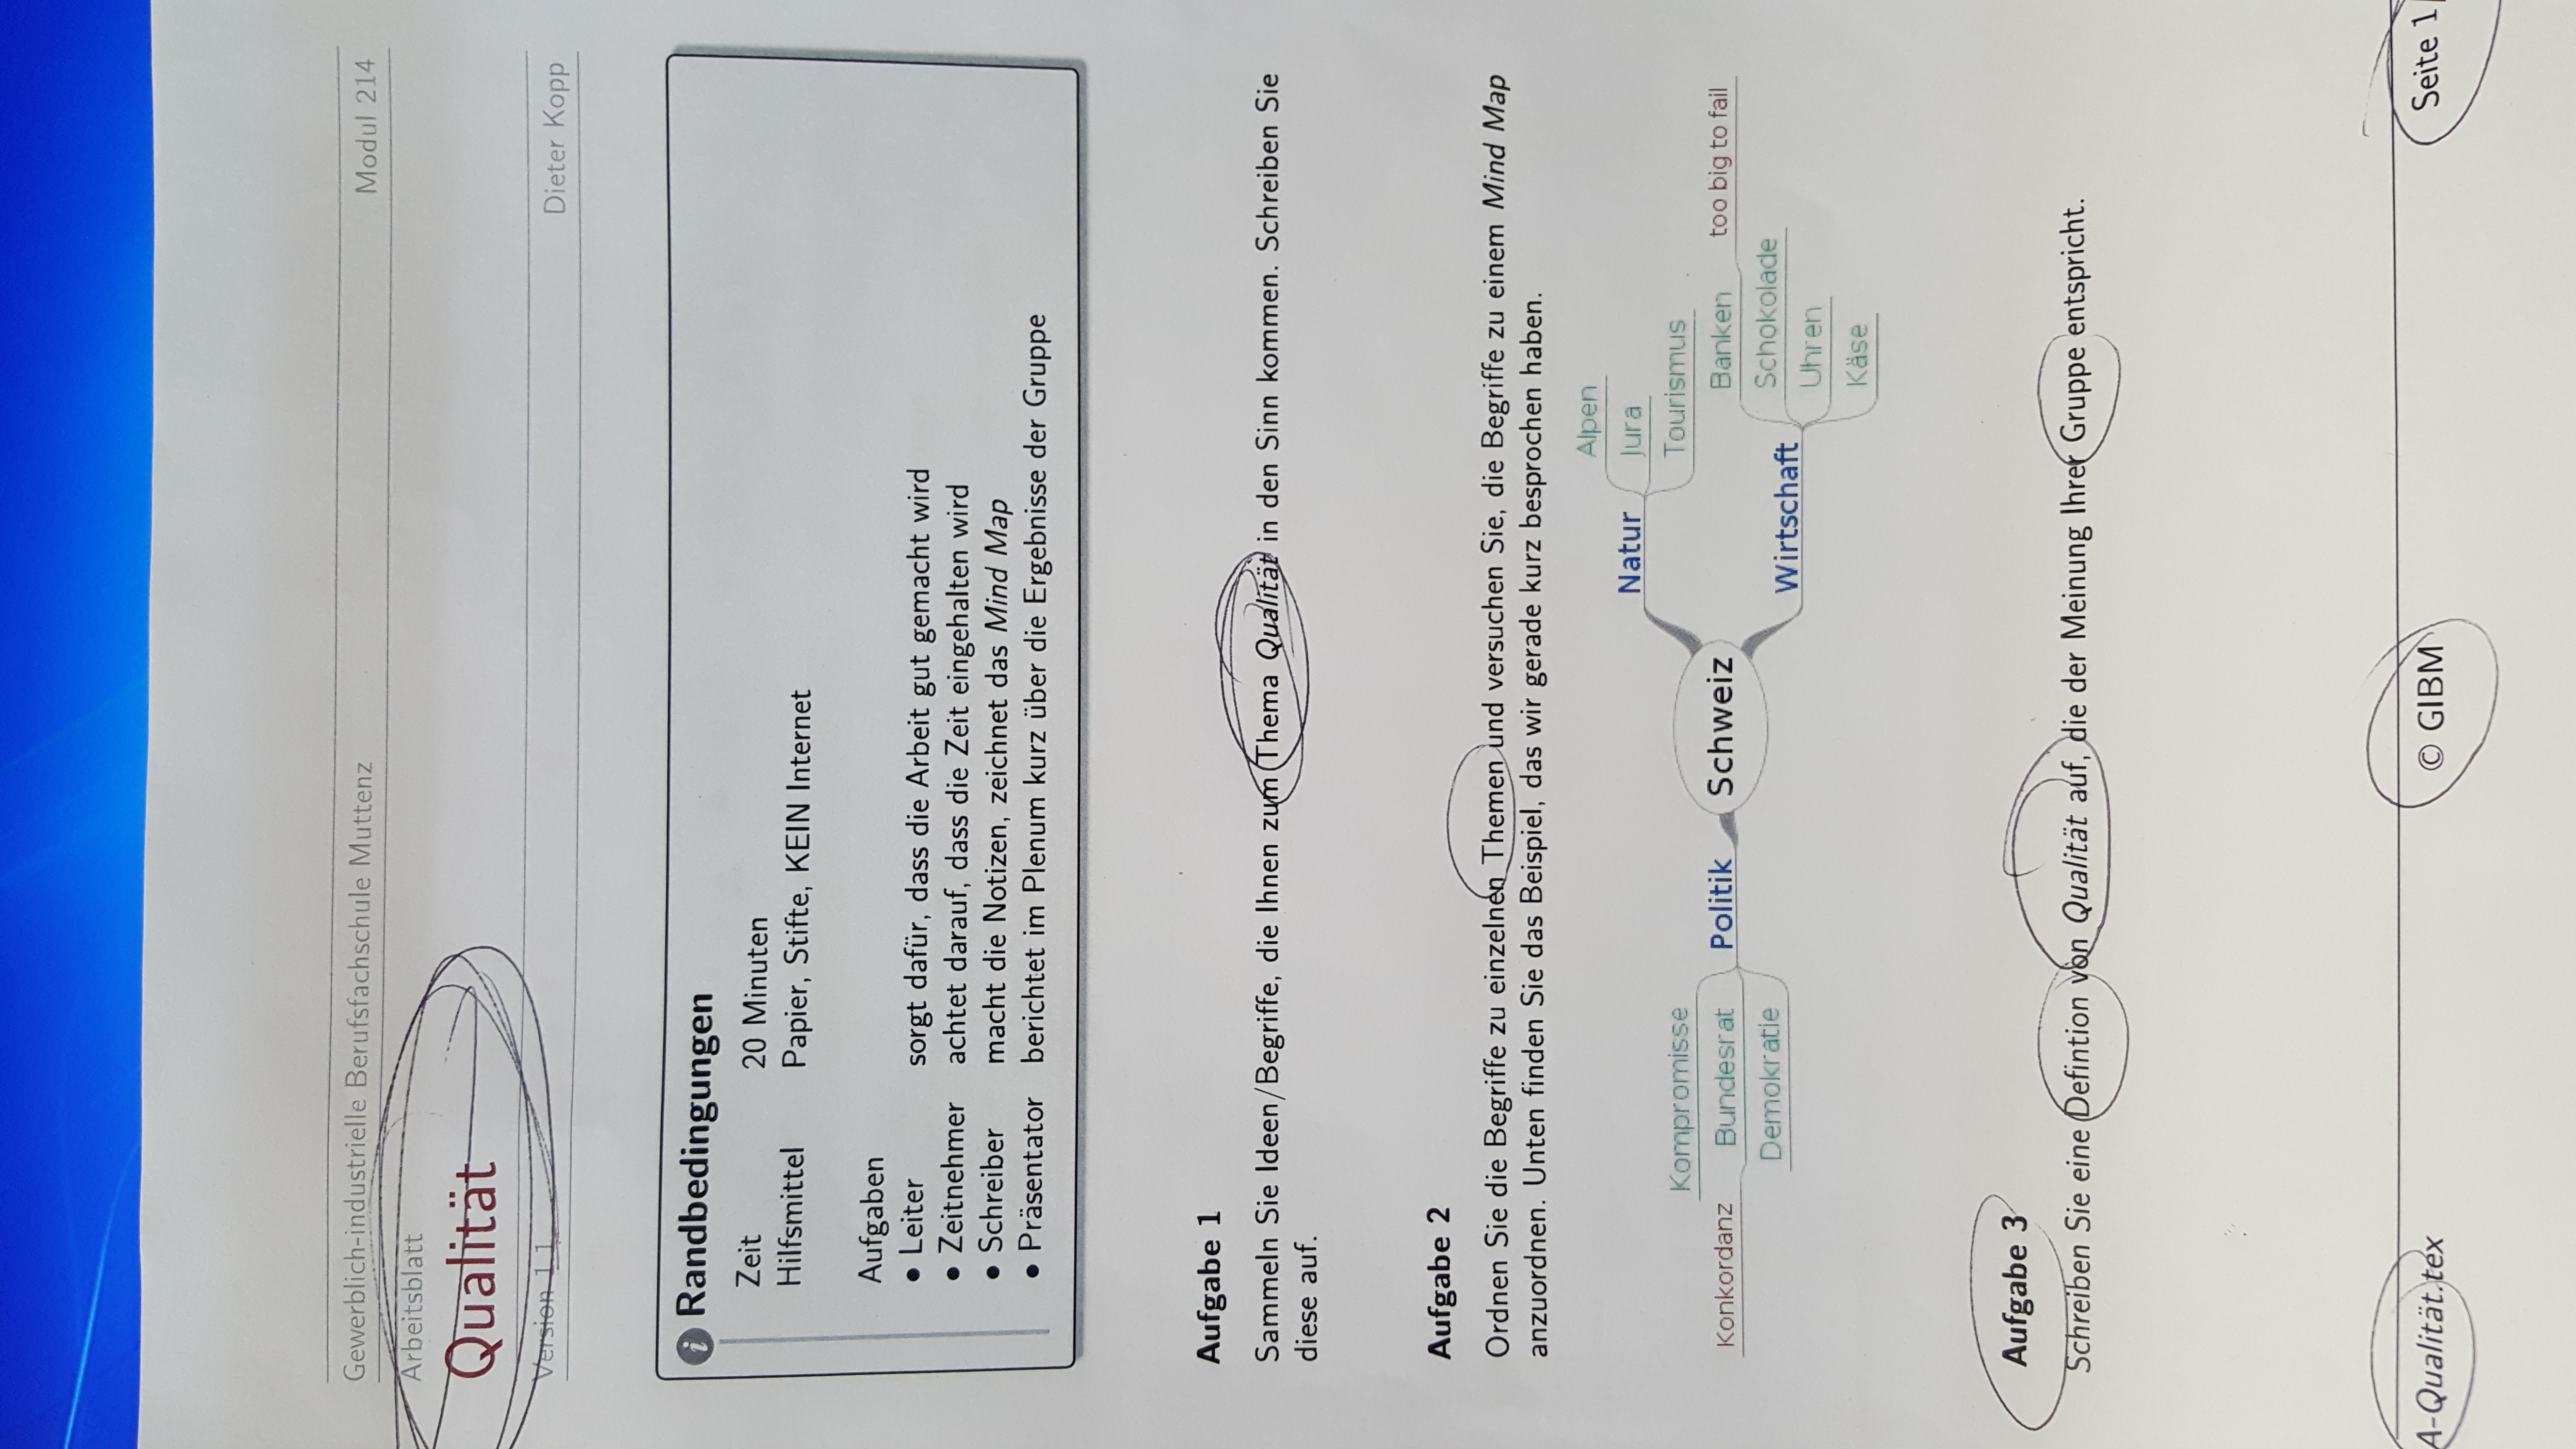 Gewerblich-industrielle Berufsfachschule Muttenz Modul 214
Arbeitsblatt
Qualität
Version 1.1 Dieter Kopp
i Randbedingungen
Zeit 20 Minuten
Hilfsmittel Papier, Stifte, KEIN Internet
Aufgaben
• Leiter sorgt dafür, dass die Arbeit gut gemacht wird
• Zeitnehmer achtet darauf, dass die Zeit eingehalten wird
• Schreiber macht die Notizen, zeichnet das Mind Map
• Präsentator berichtet im Plenum kurz über die Ergebnisse der Gruppe
Aufgabe 1
Sammeln Sie Ideen/Begriffe, die Ihnen zum Thema Qualität in den Sinn kommen. Schreiben Sie
diese auf.
Aufgabe 2
Ordnen Sie die Begriffe zu einzelnen Themen und versuchen Sie, die Begriffe zu einem Mind Map
anzuordnen. Unten finden Sie das Beispiel, das wir gerade kurz besprochen haben.
Alpen
Natur Jura
Kompromisse Tourismus
Konkordanz Bundesrat Politik Schweiz Banken too big to fail
Demokratie Schokolade
Wirtschaft
Uhren
Käse
Aufgabe 3
Schreiben Sie eine Defintion von Qualität auf, die der Meinung Ihrer Gruppe entspricht.
A-Qualität.tex © GIBM Seite 1